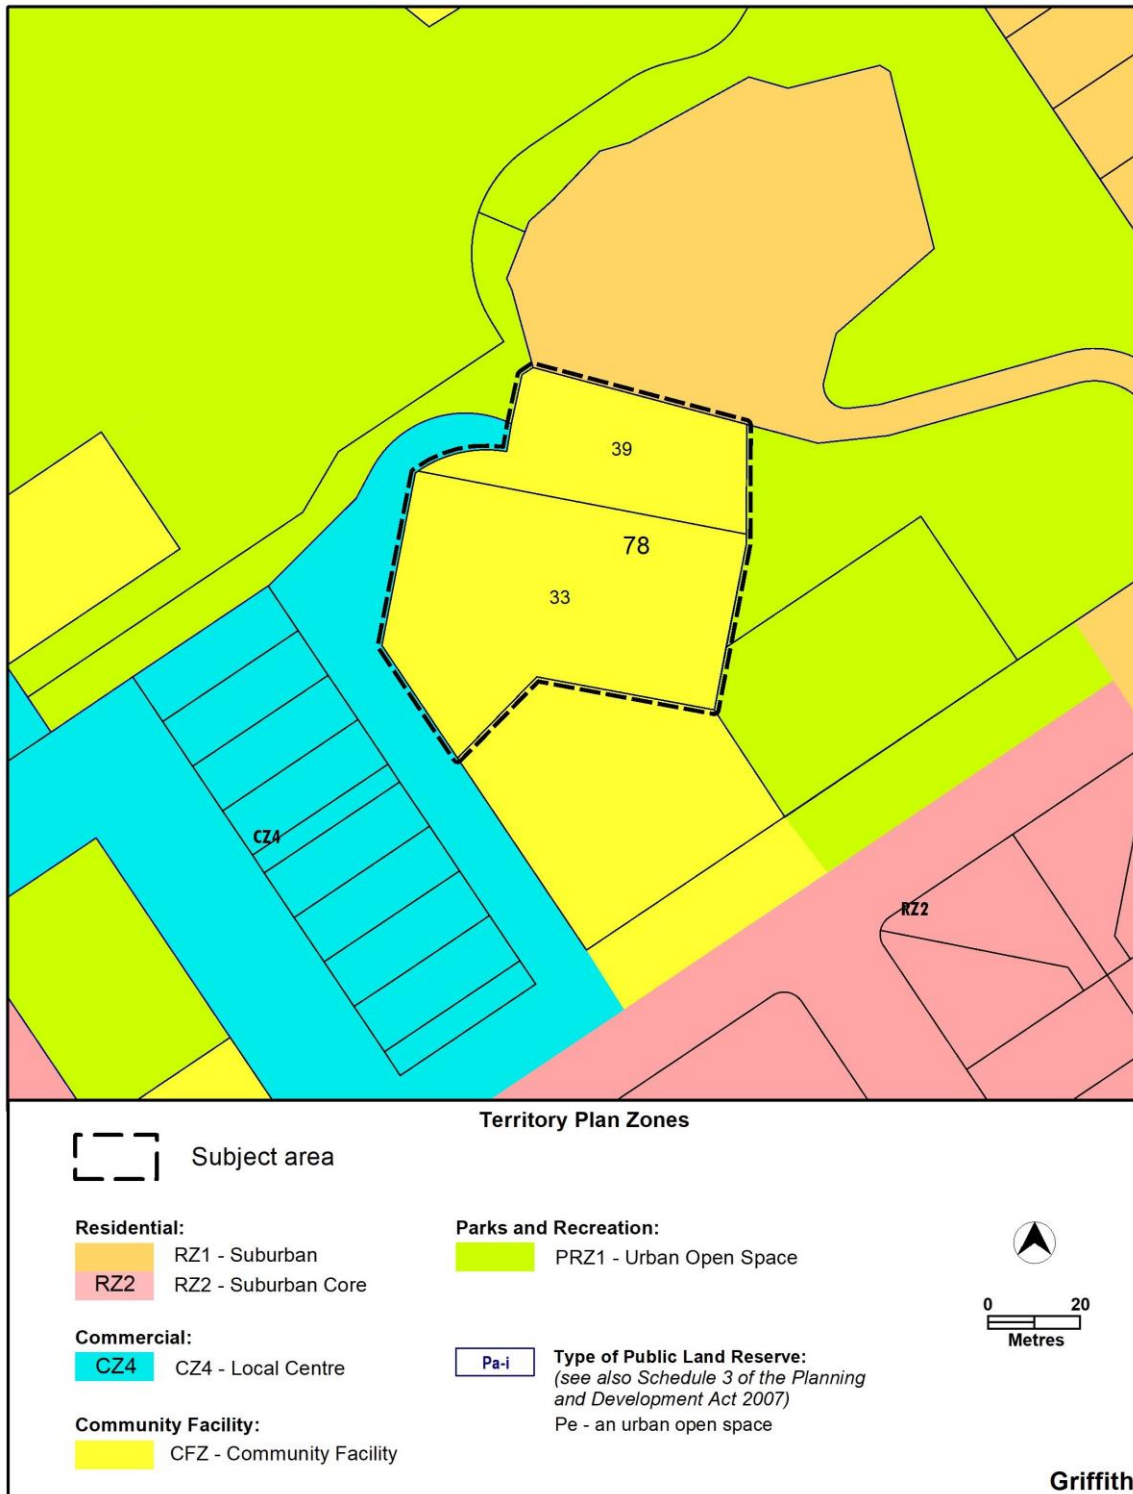 39
78
33
CZ4
RZ2
Territory Plan Zones
Subject area
Residential:
RZ1 - Suburban
RZ2
RZ2 - Suburban Core
Commercial:
CZ4
CZ4 - Local Centre
Community Facility:
CFZ - Community Facility
Parks and Recreation:
PRZ1 - Urban Open Space
Pa-i
Type of Public Land Reserve:
(see also Schedule 3 of the Planning
and Development Act 2007)
Pe - an urban open space
0 20
Metres
Griffith